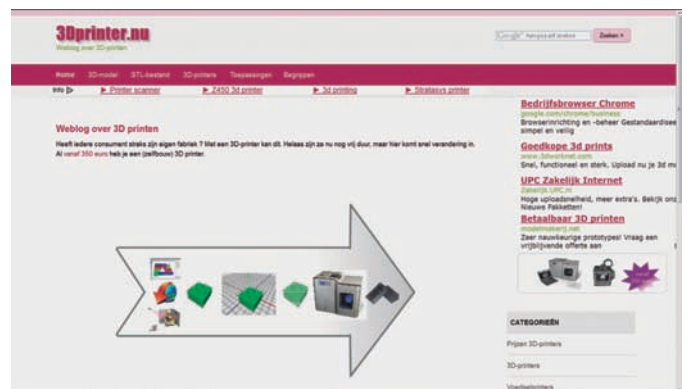 3Dprinter.nu
Weblog over 3D-printen
Zoeken »
Home 3D-model STL-bestand 3D-printers Toepassingen Begrippen
Info ▷ ► Printer scanner ► Z450 3d printer ► 3d printing ► Stratasys printer
Weblog over 3D printen
Heeft iedere consument straks zijn eigen fabriek ? Met een 3D-printer kan dit. Helaas zijn ze nu nog vrij duur, maar hier komt snel verandering in.
Al vanaf 350 euro heb je een (zelfbouw) 3D printer.
Bedrijfsbrowser Chrome
google.com/chrome/business
Browserinrichting en -beheer Gestandaardisee
simpel en veilig
Goedkope 3d prints
Snel, functioneel en sterk. Upload nu je 3d m
UPC Zakelijk Internet
Zakelijk.UPC.nl
Hoge uploadsnelheid, meer extra's. Bekijk onz
Nieuwe Pakketten!
Betaalbaar 3D printen
modelmakerij.net
Zeer nauwkeurige prototypes! Vraag een
vrijblijvende offerte aan
CATEGORIEËN
Prijzen 3D-printers
3D-printers
Voedselprinters